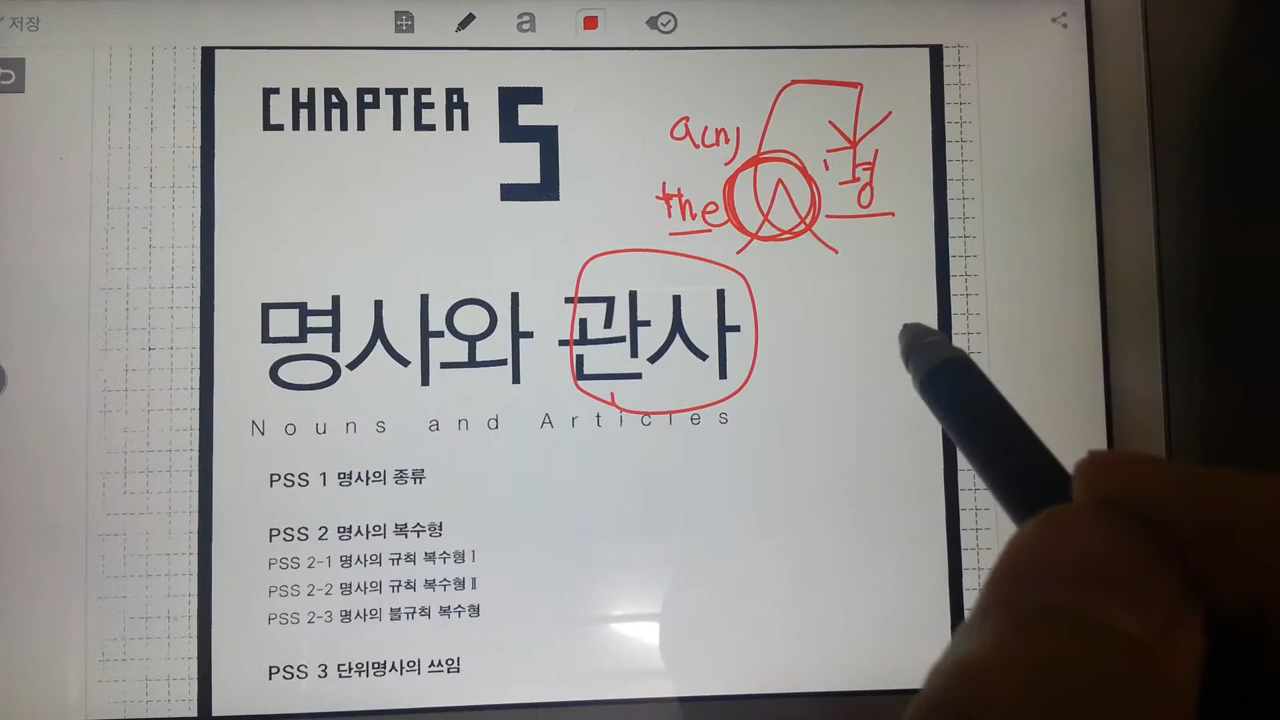 저장
a
CHAPTER 5
a(n)
the
명사와 관사
Nouns and Articles
PSS 1 명사의 종류
PSS 2 명사의 복수형
PSS 2-1 명사의 규칙 복수형 Ⅰ
PSS 2-2 명사의 규칙 복수형 Ⅱ
PSS 2-3 명사의 불규칙 복수형
PSS 3 단위명사의 쓰임